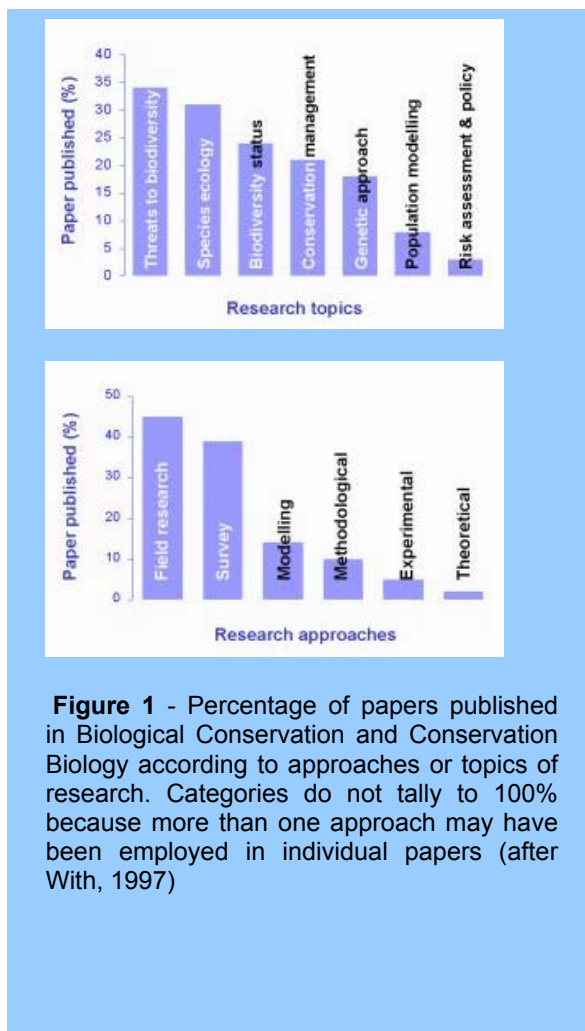 Paper published (%)
40
35
30
25
20
15
10
5
0
Threats to biodiversity
Species ecology
Biodiversity status
Conservation management
Genetic approach
Population modelling
Risk assessment & policy
Research topics
Paper published (%)
50
40
30
20
10
0
Field research
Survey
Modelling
Methodological
Experimental
Theoretical
Research approaches
Figure 1 - Percentage of papers published
in Biological Conservation and Conservation
Biology according to approaches or topics of
research. Categories do not tally to 100%
because more than one approach may have
been employed in individual papers (after
With, 1997)